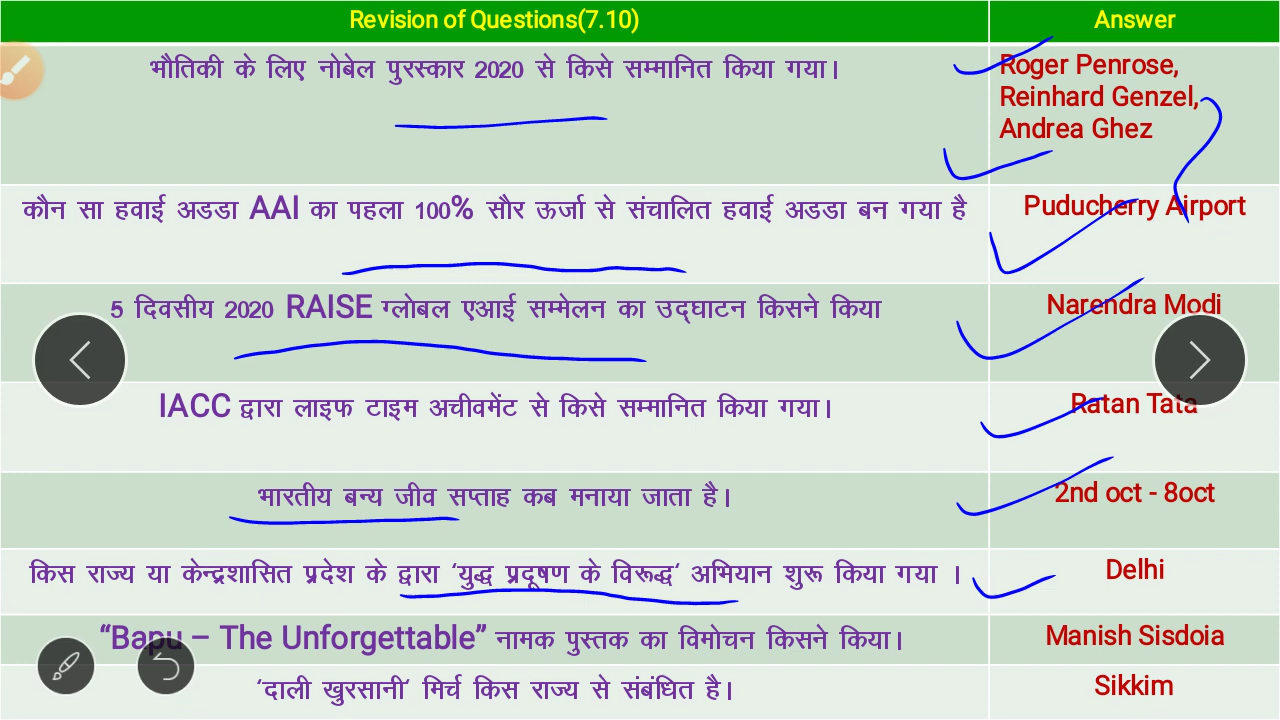 Revision of Questions(7.10) Answer
भौतिकी के लिए नोबेल पुरस्कार 2020 से किसे सम्मानित किया गया। Roger Penrose,
Reinhard Genzel,
Andrea Ghez
कौन सा हवाई अडडा AAI का पहला 100% सौर ऊर्जा से संचालित हवाई अडडा बन गया है Puducherry Airport
5 दिवसीय 2020 RAISE ग्लोबल एआई सम्मेलन का उद्घाटन किसने किया Narendra Modi
IACC द्वारा लाइफ टाइम अचीवमेंट से किसे सम्मानित किया गया। Ratan Tata
भारतीय बन्य जीव सप्ताह कब मनाया जाता है। 2nd oct - 8oct
किस राज्य या केन्द्रशासित प्रदेश के द्वारा ‘युद्ध प्रदूषण के विरूद्ध‘ अभियान शुरू किया गया । Delhi
“Bapu – The Unforgettable” नामक पुस्तक का विमोचन किसने किया। Manish Sisdoia
‘दाली खुरसानी‘ मिर्च किस राज्य से संबंधित है। Sikkim